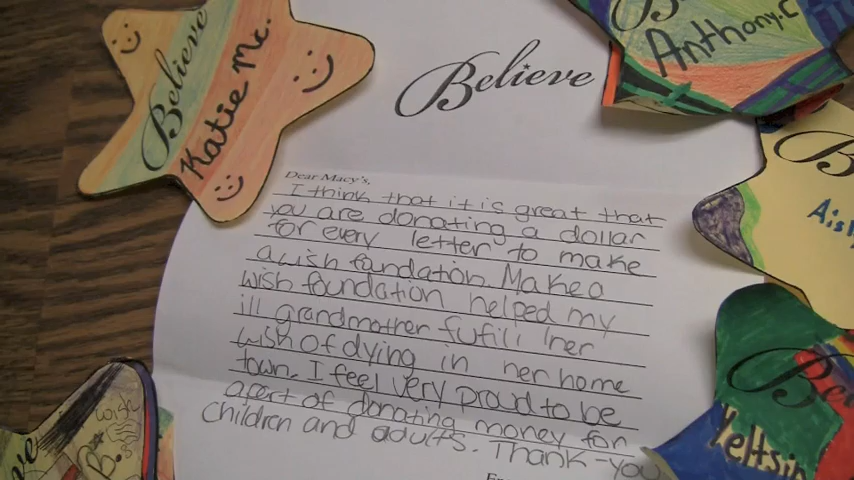 Believe
Katie Mc.
Believe
Anthony.C
Dear Macy's,
I think that it is great that
you are donating a dollar
for every letter to make
a wish foundation. Make a
wish foundation helped my
ill grandmother fufill her
wish of dying in her home
town. I feel very proud to be
apart of donating money for
children and adults. Thank-you
Yeltsin